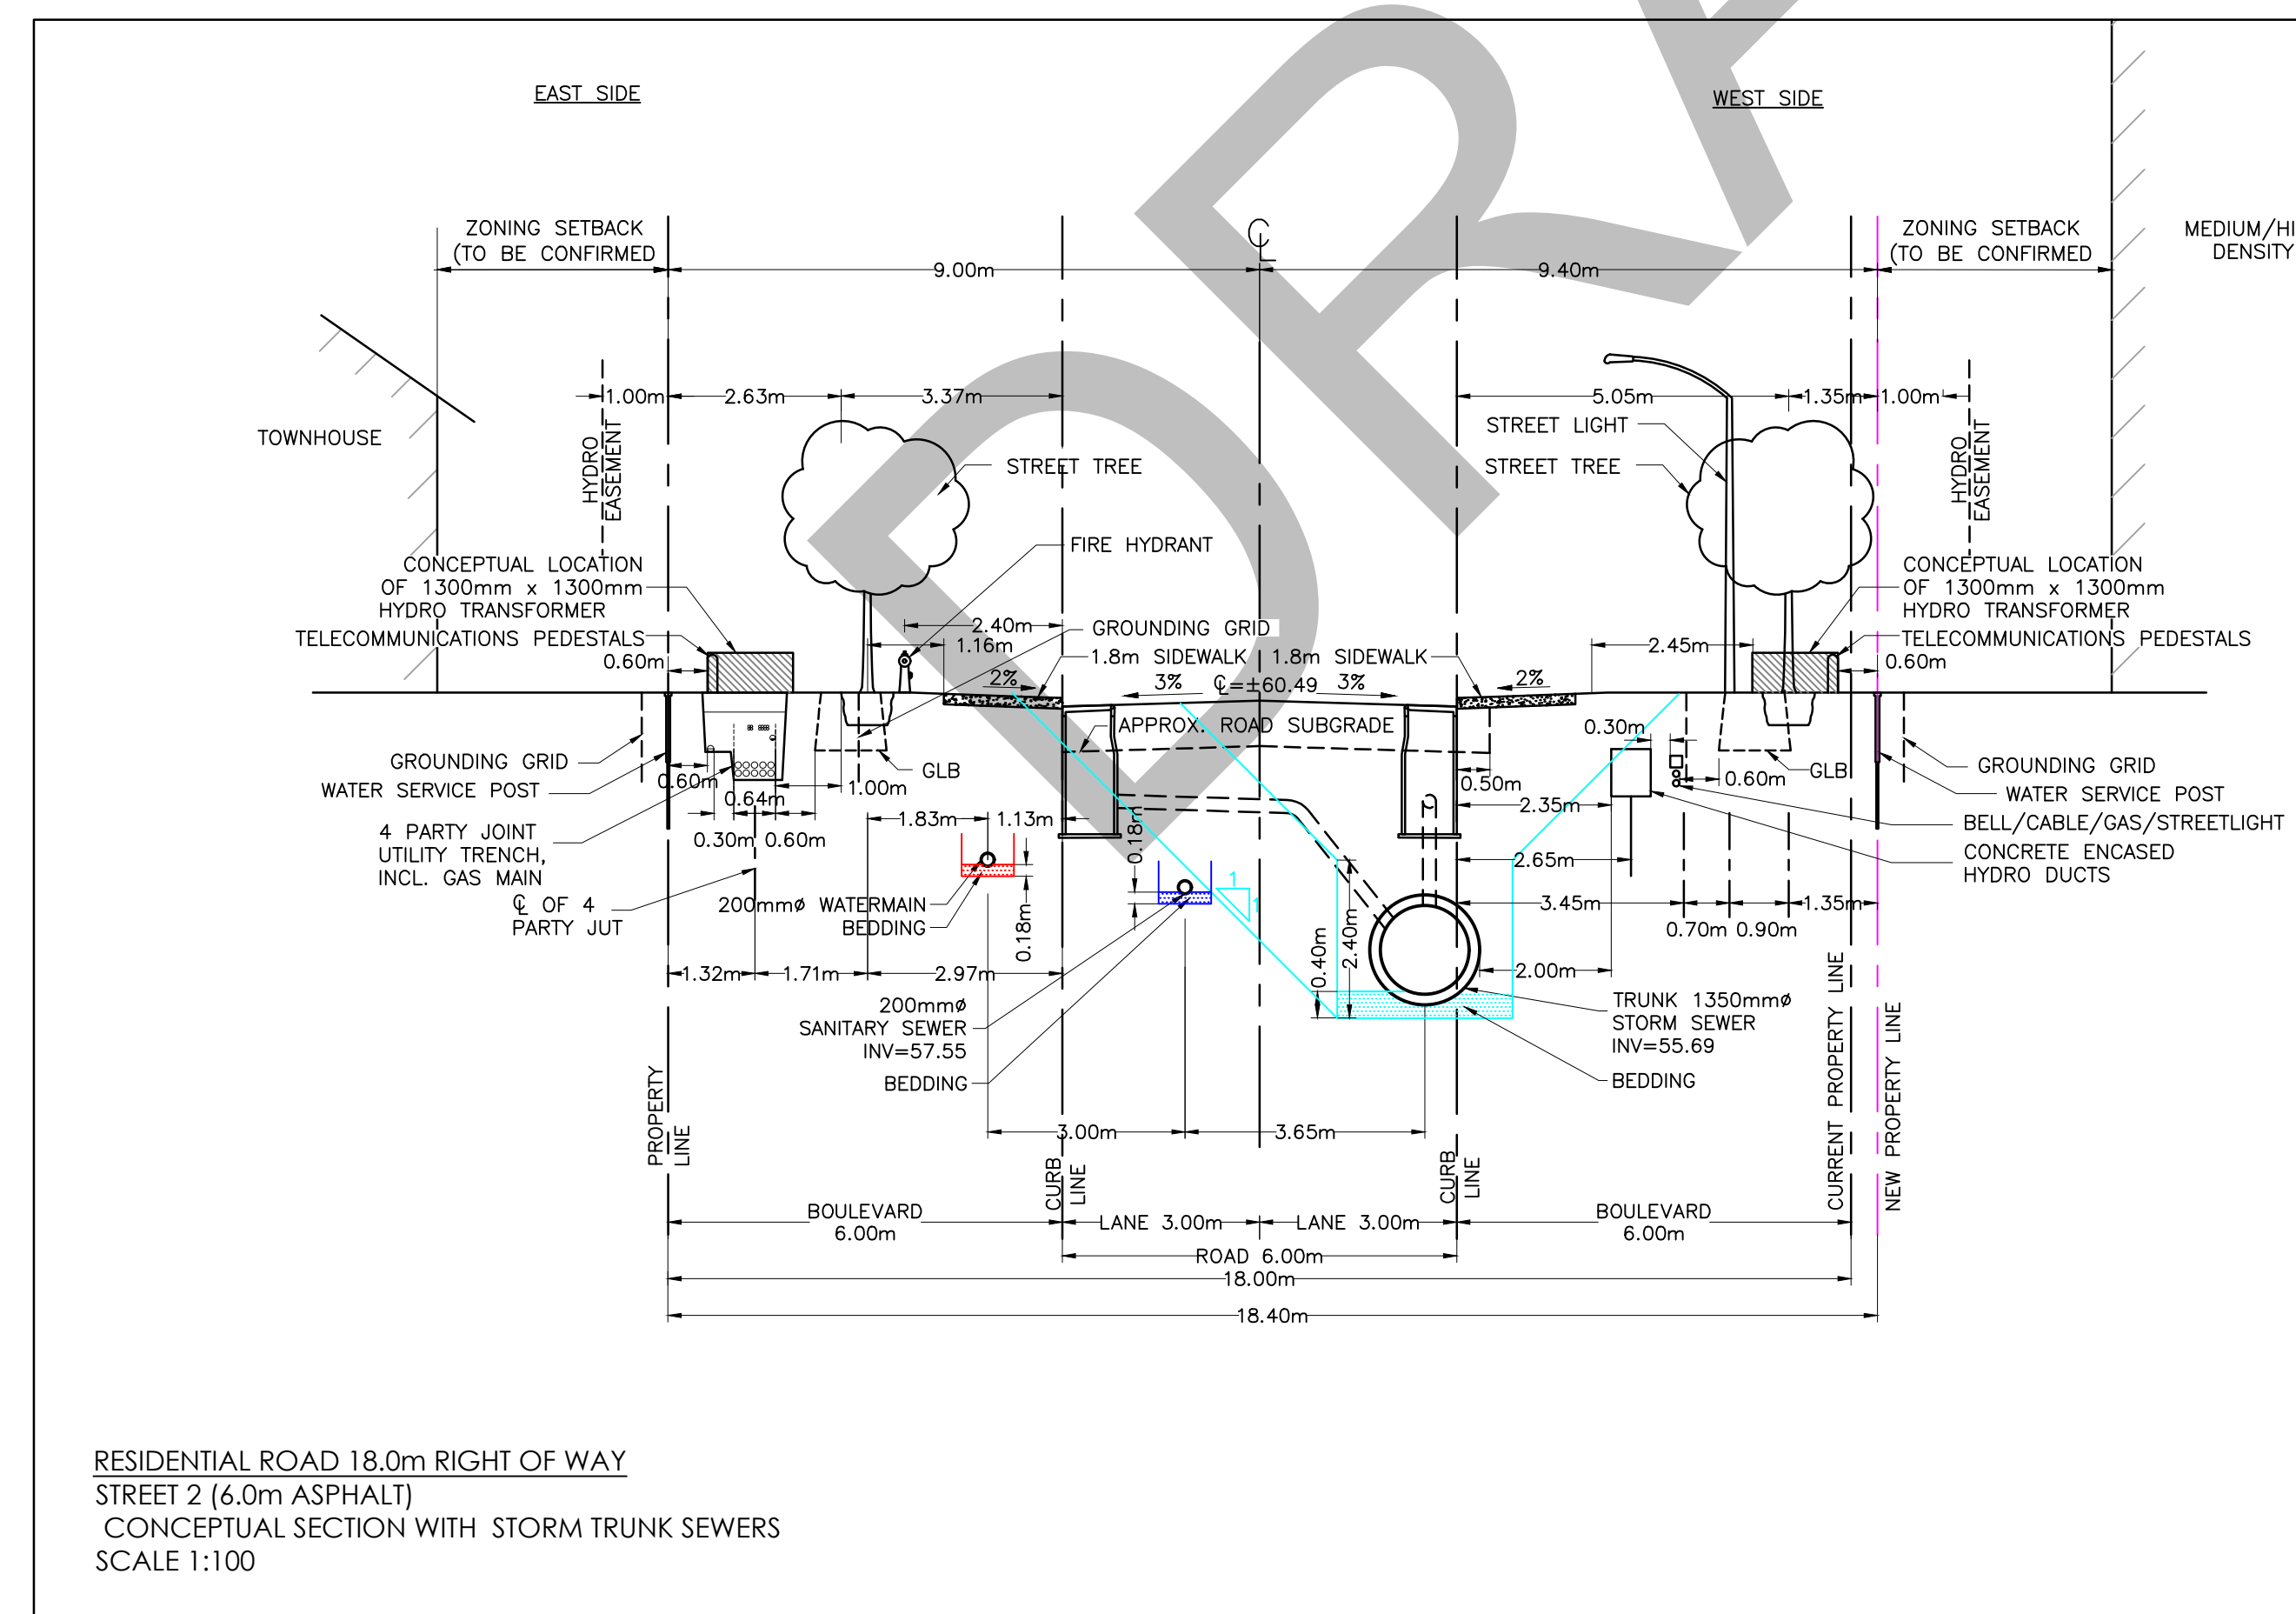 EAST SIDE
WEST SIDE
ZONING SETBACK
(TO BE CONFIRMED
9.00m
℄
9.40m
ZONING SETBACK
(TO BE CONFIRMED
MEDIUM/HI
DENSITY
1.00m
2.63m
3.37m
5.05m
1.35m
1.00m
TOWNHOUSE
HYDRO
EASEMENT
STREET TREE
STREET LIGHT
STREET TREE
HYDRO
EASEMENT
FIRE HYDRANT
CONCEPTUAL LOCATION
OF 1300mm x 1300mm
HYDRO TRANSFORMER
TELECOMMUNICATIONS PEDESTALS
0.60m
2.40m
1.16m
GROUNDING GRID
1.8m SIDEWALK
1.8m SIDEWALK
2%
3%
℄=±60.49
3%
2%
2.45m
CONCEPTUAL LOCATION
OF 1300mm x 1300mm
HYDRO TRANSFORMER
TELECOMMUNICATIONS PEDESTALS
0.60m
APPROX. ROAD SUBGRADE
0.30m
GROUNDING GRID
WATER SERVICE POST
0.60m
0.64m
1.00m
GLB
0.50m
2.35m
0.60m
GLB
GROUNDING GRID
WATER SERVICE POST
BELL/CABLE/GAS/STREETLIGHT
CONCRETE ENCASED
HYDRO DUCTS
4 PARTY JOINT
UTILITY TRENCH,
INCL. GAS MAIN
0.30m
0.60m
1.83m
1.13m
0.18m
2.65m
℄ OF 4
PARTY JUT
200mmø WATERMAIN
BEDDING
0.18m
1
1
0.40m
2.40m
3.45m
0.70m
0.90m
1.35m
1.32m
1.71m
2.97m
2.00m
200mmø
SANITARY SEWER
INV=57.55
BEDDING
TRUNK 1350mmø
STORM SEWER
INV=55.69
BEDDING
3.00m
3.65m
PROPERTY
LINE
CURB
LINE
CURB
LINE
CURRENT PROPERTY LINE
NEW PROPERTY LINE
BOULEVARD
6.00m
LANE 3.00m
LANE 3.00m
BOULEVARD
6.00m
ROAD 6.00m
18.00m
18.40m
RESIDENTIAL ROAD 18.0m RIGHT OF WAY
STREET 2 (6.0m ASPHALT)
CONCEPTUAL SECTION WITH STORM TRUNK SEWERS
SCALE 1:100
DRA